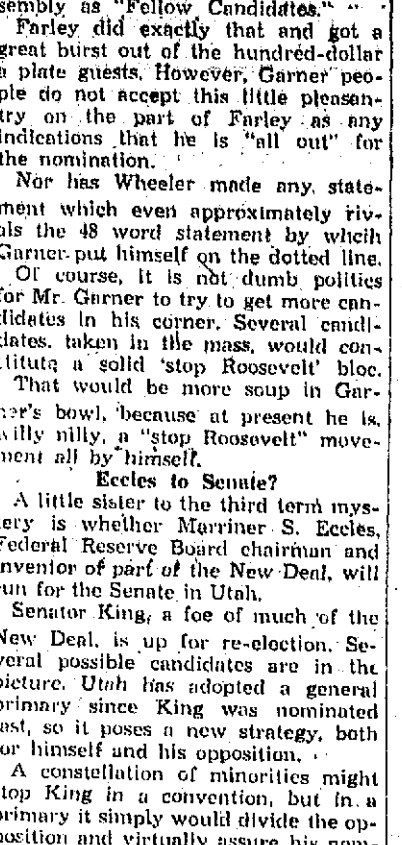 sembly as "Fellow Candidates."
Farley did exactly that and got a
great burst out of the hundred-dollar
a plate guests. However, Garner peo-
ple do not accept this little pleasan-
try on the part of Farley as any
indications that he is "all out" for
the nomination.
Nor has Wheeler made any, state-
ment which even approximately riv-
als the 48 word statement by whcih
Garner put himself on the dotted line.
Of course, it is not dumb politics
for Mr. Garner to try to get more can-
didates in his corner. Several candi-
dates, taken in the mass, would con-
stitute a solid 'stop Roosevelt' bloc.
That would be more soup in Gar-
ner's bowl, because at present he is,
willy nilly, a "stop Roosevelt" move-
ment all by himself.
Eccles to Senate?
A little sister to the third term mys-
tery is whether Marriner S. Eccles,
Federal Reserve Board chairman and
inventor of part of the New Deal, will
run for the Senate in Utah.
Senator King, a foe of much of the
New Deal, is up for re-election. Se-
veral possible candidates are in the
picture. Utah has adopted a general
primary since King was nominated
last, so it poses a new strategy, both
for himself and his opposition.
A constellation of minorities might
stop King in a convention, but in a
primary it simply would divide the op-
position and virtually assure his nom-